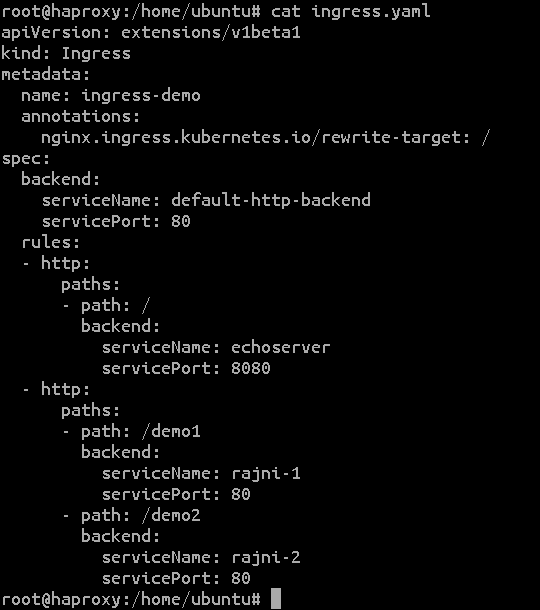 root@haproxy:/home/ubuntu# cat ingress.yaml
apiVersion: extensions/v1beta1
kind: Ingress
metadata:
  name: ingress-demo
  annotations:
    nginx.ingress.kubernetes.io/rewrite-target: /
spec:
  backend:
    serviceName: default-http-backend
    servicePort: 80
  rules:
  - http:
      paths:
      - path: /
        backend:
          serviceName: echoserver
          servicePort: 8080
  - http:
      paths:
      - path: /demo1
        backend:
          serviceName: rajni-1
          servicePort: 80
      - path: /demo2
        backend:
          serviceName: rajni-2
          servicePort: 80
root@haproxy:/home/ubuntu#